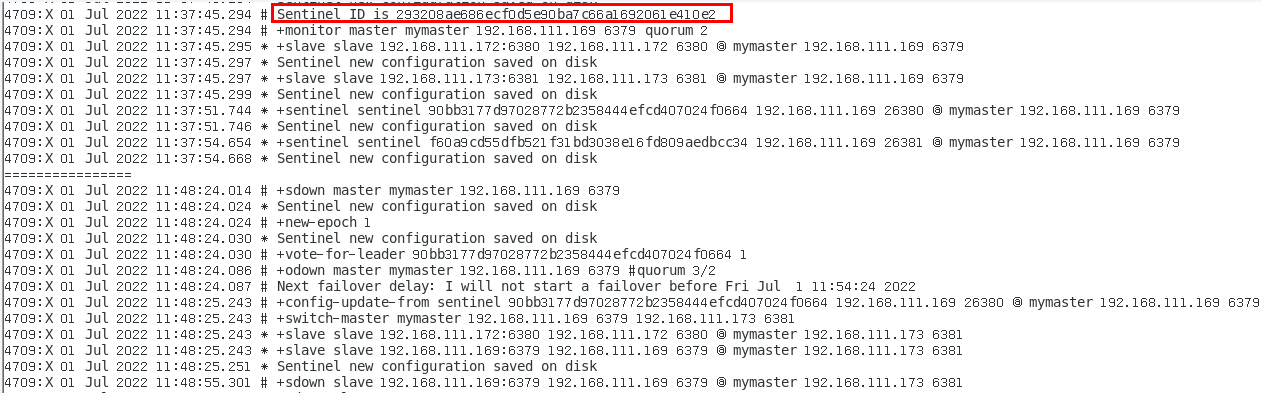 4709:X 01 Jul 2022 11:37:45.294 # Sentinel ID is 293208ae686ecf0d5e90ba7c66a1692061e410e2
4709:X 01 Jul 2022 11:37:45.294 # +monitor master mymaster 192.168.111.169 6379 quorum 2
4709:X 01 Jul 2022 11:37:45.295 * +slave slave 192.168.111.172:6380 192.168.111.172 6380 @ mymaster 192.168.111.169 6379
4709:X 01 Jul 2022 11:37:45.297 * Sentinel new configuration saved on disk
4709:X 01 Jul 2022 11:37:45.297 * +slave slave 192.168.111.173:6381 192.168.111.173 6381 @ mymaster 192.168.111.169 6379
4709:X 01 Jul 2022 11:37:45.299 * Sentinel new configuration saved on disk
4709:X 01 Jul 2022 11:37:51.744 * +sentinel sentinel 90bb3177d97028772b2358444efcd407024f0664 192.168.111.169 26380 @ mymaster 192.168.111.169 6379
4709:X 01 Jul 2022 11:37:51.746 * Sentinel new configuration saved on disk
4709:X 01 Jul 2022 11:37:54.654 * +sentinel sentinel f60a9cd55dfb521f31bd3038e16fd809aedbcc34 192.168.111.169 26381 @ mymaster 192.168.111.169 6379
4709:X 01 Jul 2022 11:37:54.668 * Sentinel new configuration saved on disk
================
4709:X 01 Jul 2022 11:48:24.014 # +sdown master mymaster 192.168.111.169 6379
4709:X 01 Jul 2022 11:48:24.024 * Sentinel new configuration saved on disk
4709:X 01 Jul 2022 11:48:24.024 # +new-epoch 1
4709:X 01 Jul 2022 11:48:24.030 * Sentinel new configuration saved on disk
4709:X 01 Jul 2022 11:48:24.030 # +vote-for-leader 90bb3177d97028772b2358444efcd407024f0664 1
4709:X 01 Jul 2022 11:48:24.086 # +odown master mymaster 192.168.111.169 6379 #quorum 3/2
4709:X 01 Jul 2022 11:48:24.087 # Next failover delay: I will not start a failover before Fri Jul  1 11:54:24 2022
4709:X 01 Jul 2022 11:48:25.243 # +config-update-from sentinel 90bb3177d97028772b2358444efcd407024f0664 192.168.111.169 26380 @ mymaster 192.168.111.169 6379
4709:X 01 Jul 2022 11:48:25.243 # +switch-master mymaster 192.168.111.169 6379 192.168.111.173 6381
4709:X 01 Jul 2022 11:48:25.243 * +slave slave 192.168.111.172:6380 192.168.111.172 6380 @ mymaster 192.168.111.173 6381
4709:X 01 Jul 2022 11:48:25.243 * +slave slave 192.168.111.169:6379 192.168.111.169 6379 @ mymaster 192.168.111.173 6381
4709:X 01 Jul 2022 11:48:25.251 * Sentinel new configuration saved on disk
4709:X 01 Jul 2022 11:48:55.301 # +sdown slave 192.168.111.169:6379 192.168.111.169 6379 @ mymaster 192.168.111.173 6381